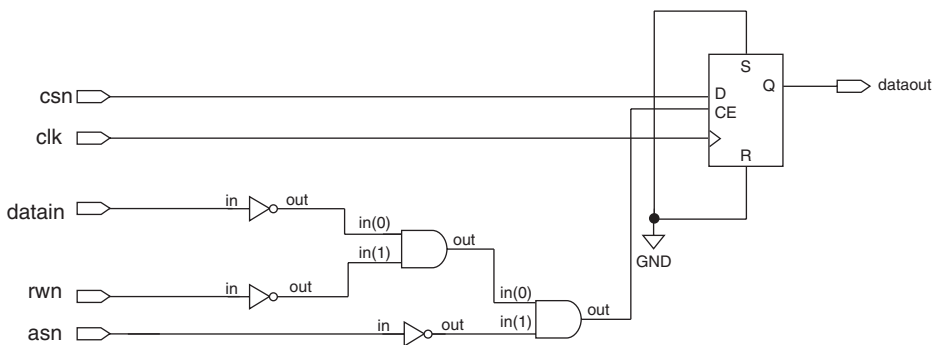 S
csn
D
Q
dataout
CE
clk
R
datain
in
out
in(0)
in(1)
out
GND
rwn
in
out
in(0)
in(1)
out
asn
in
out